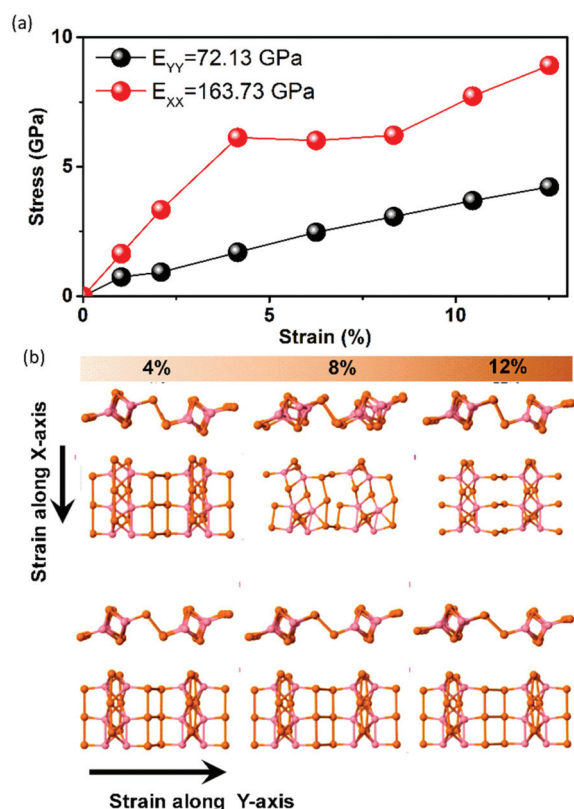 (a)
10
5
0
Stress (GPa)
E_YY=72.13 GPa
E_XX=163.73 GPa
0 5 10
Strain (%)
(b)
4% 8% 12%
Strain along X-axis
Strain along Y-axis